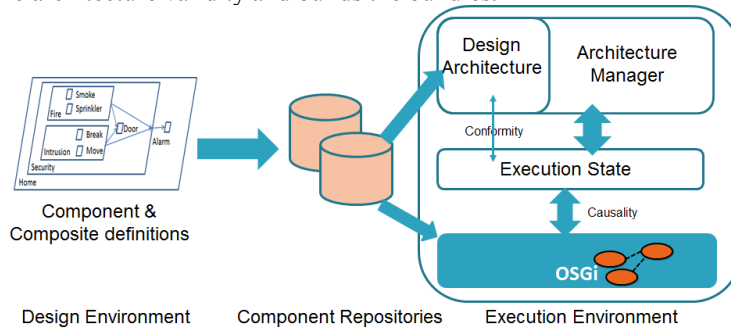 Design
Architecture
Architecture
Manager
Smoke
Sprinkler
Fire
Door
Break
Move
Intrusion
Alarm
Security
Home
Conformity
Execution State
Component &
Composite definitions
Causality
OSGi
Design Environment
Component Repositories
Execution Environment